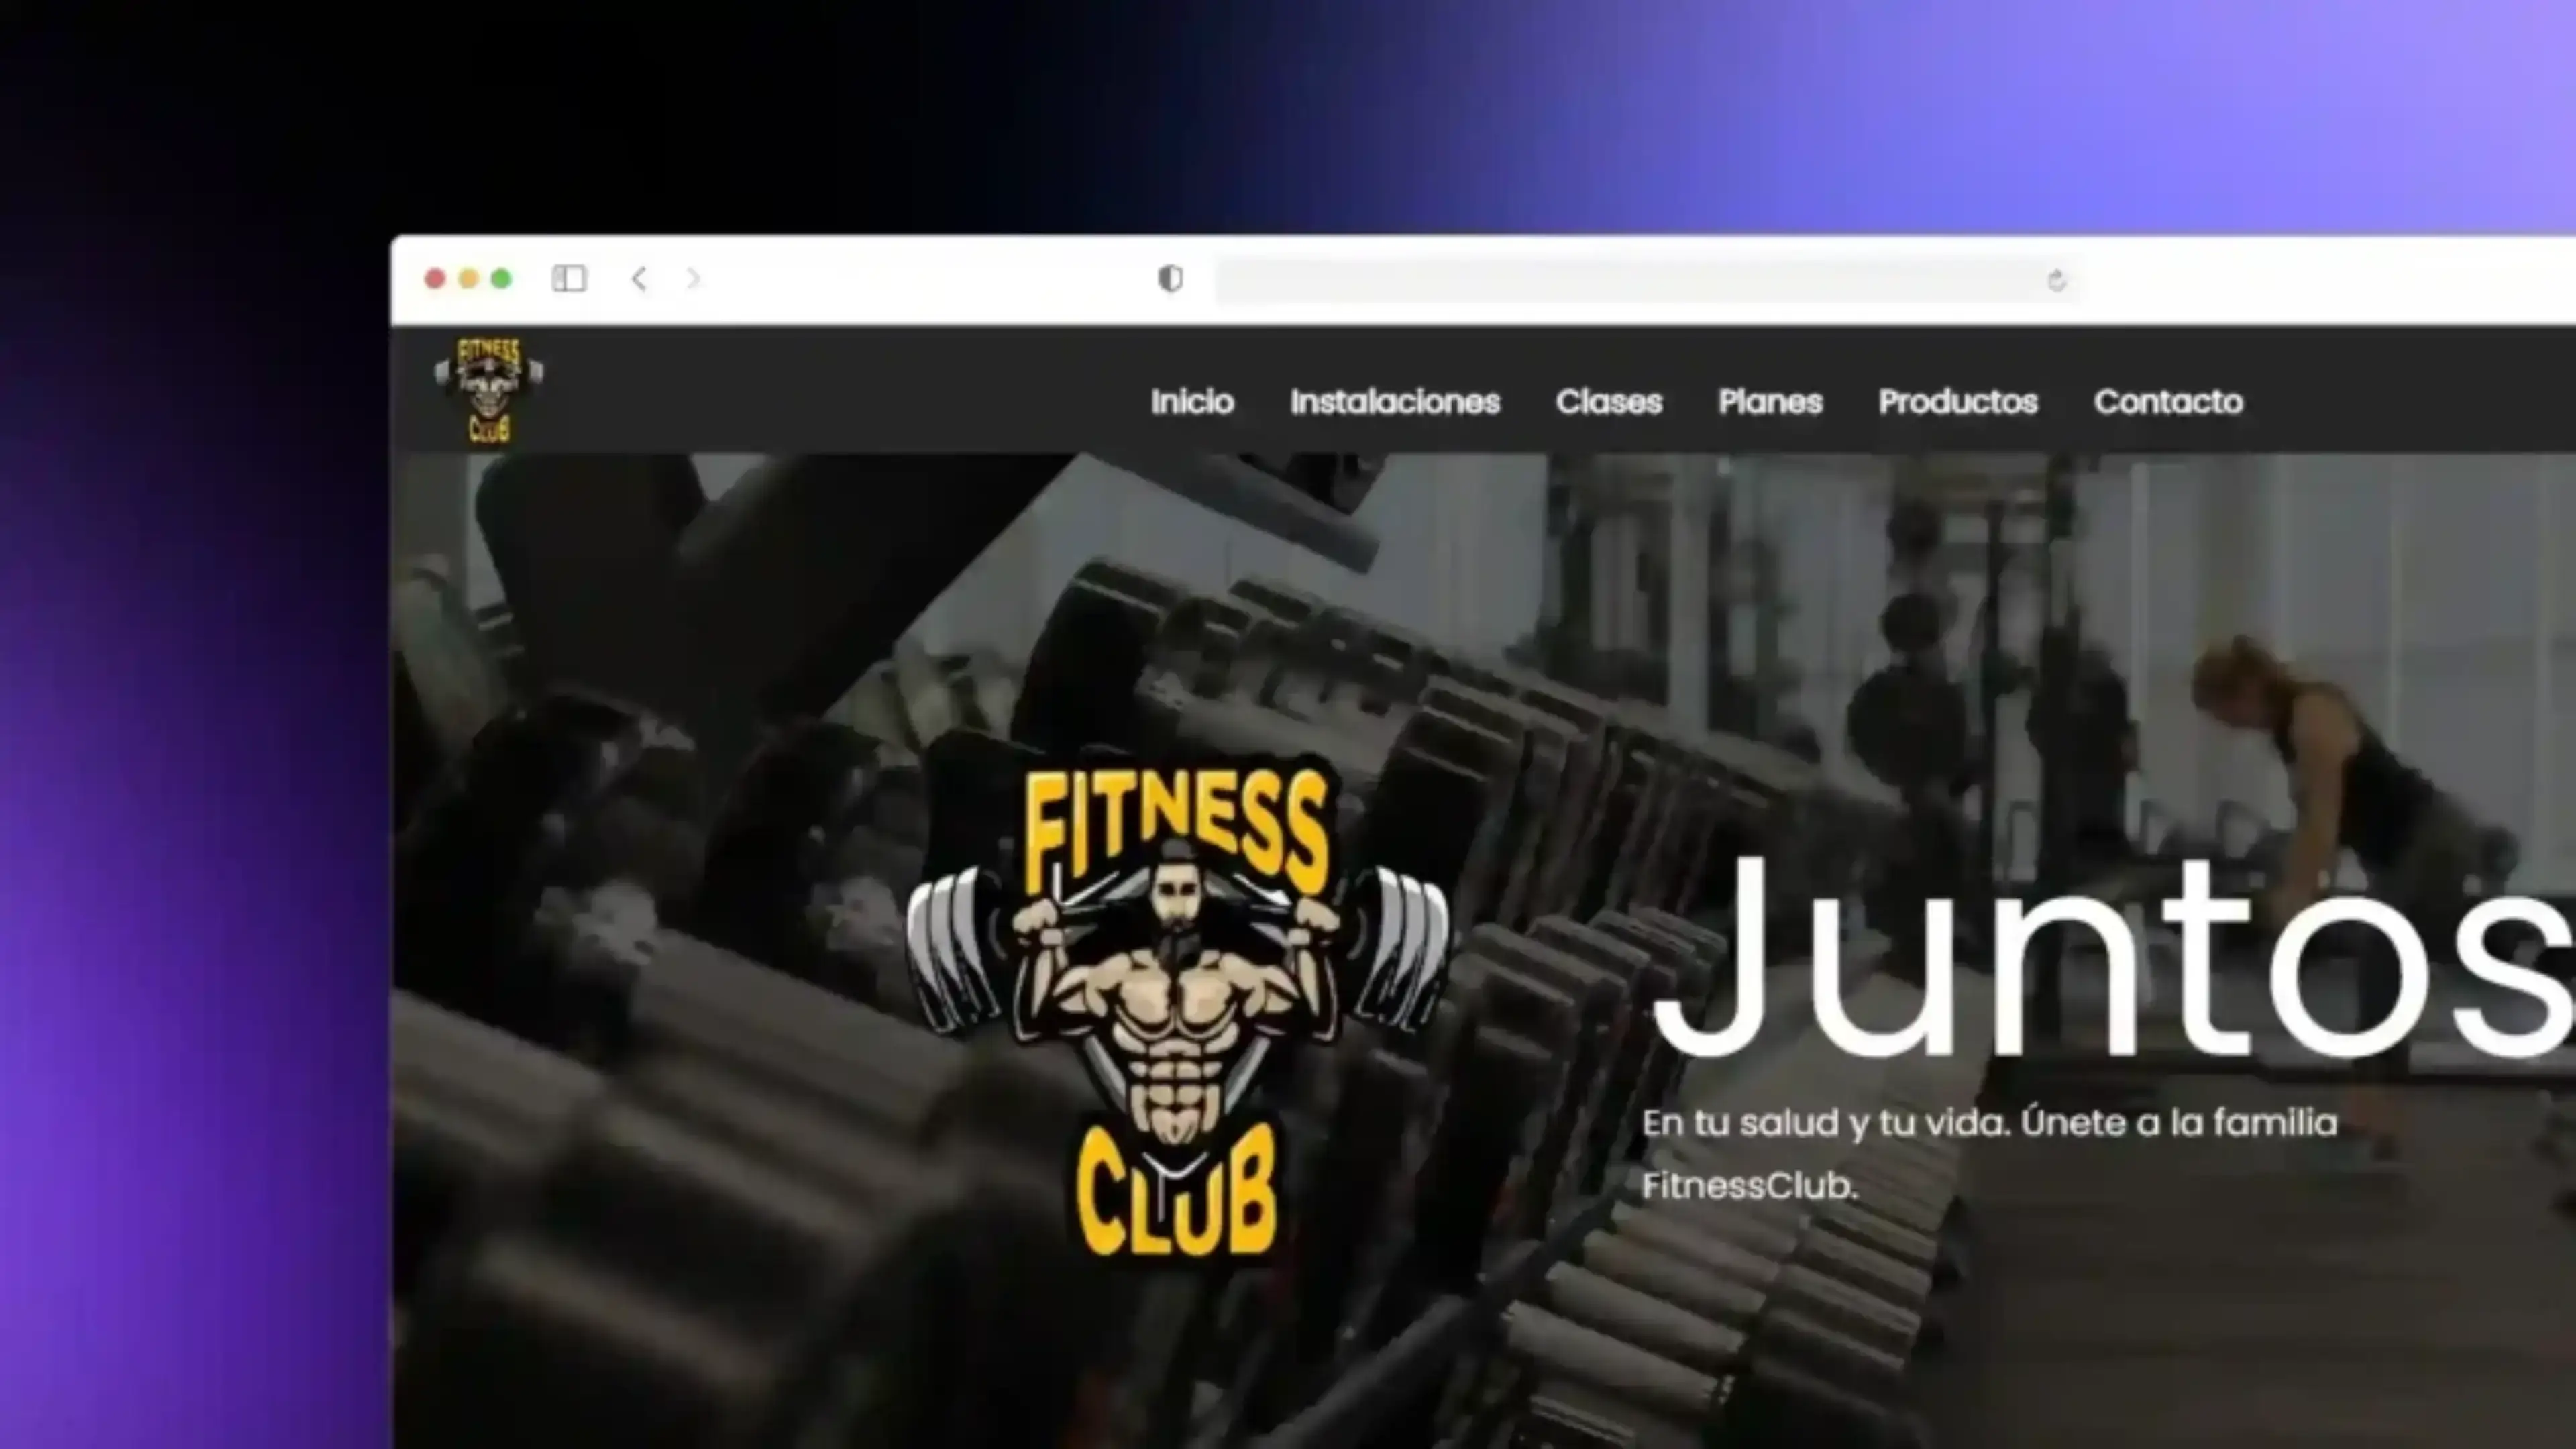 FITNESS
CLUB
Inicio Instalaciones Clases Planes Productos Contacto
FITNESS
CLUB
Juntos
En tu salud y tu vida. Únete a la familia
FitnessClub.